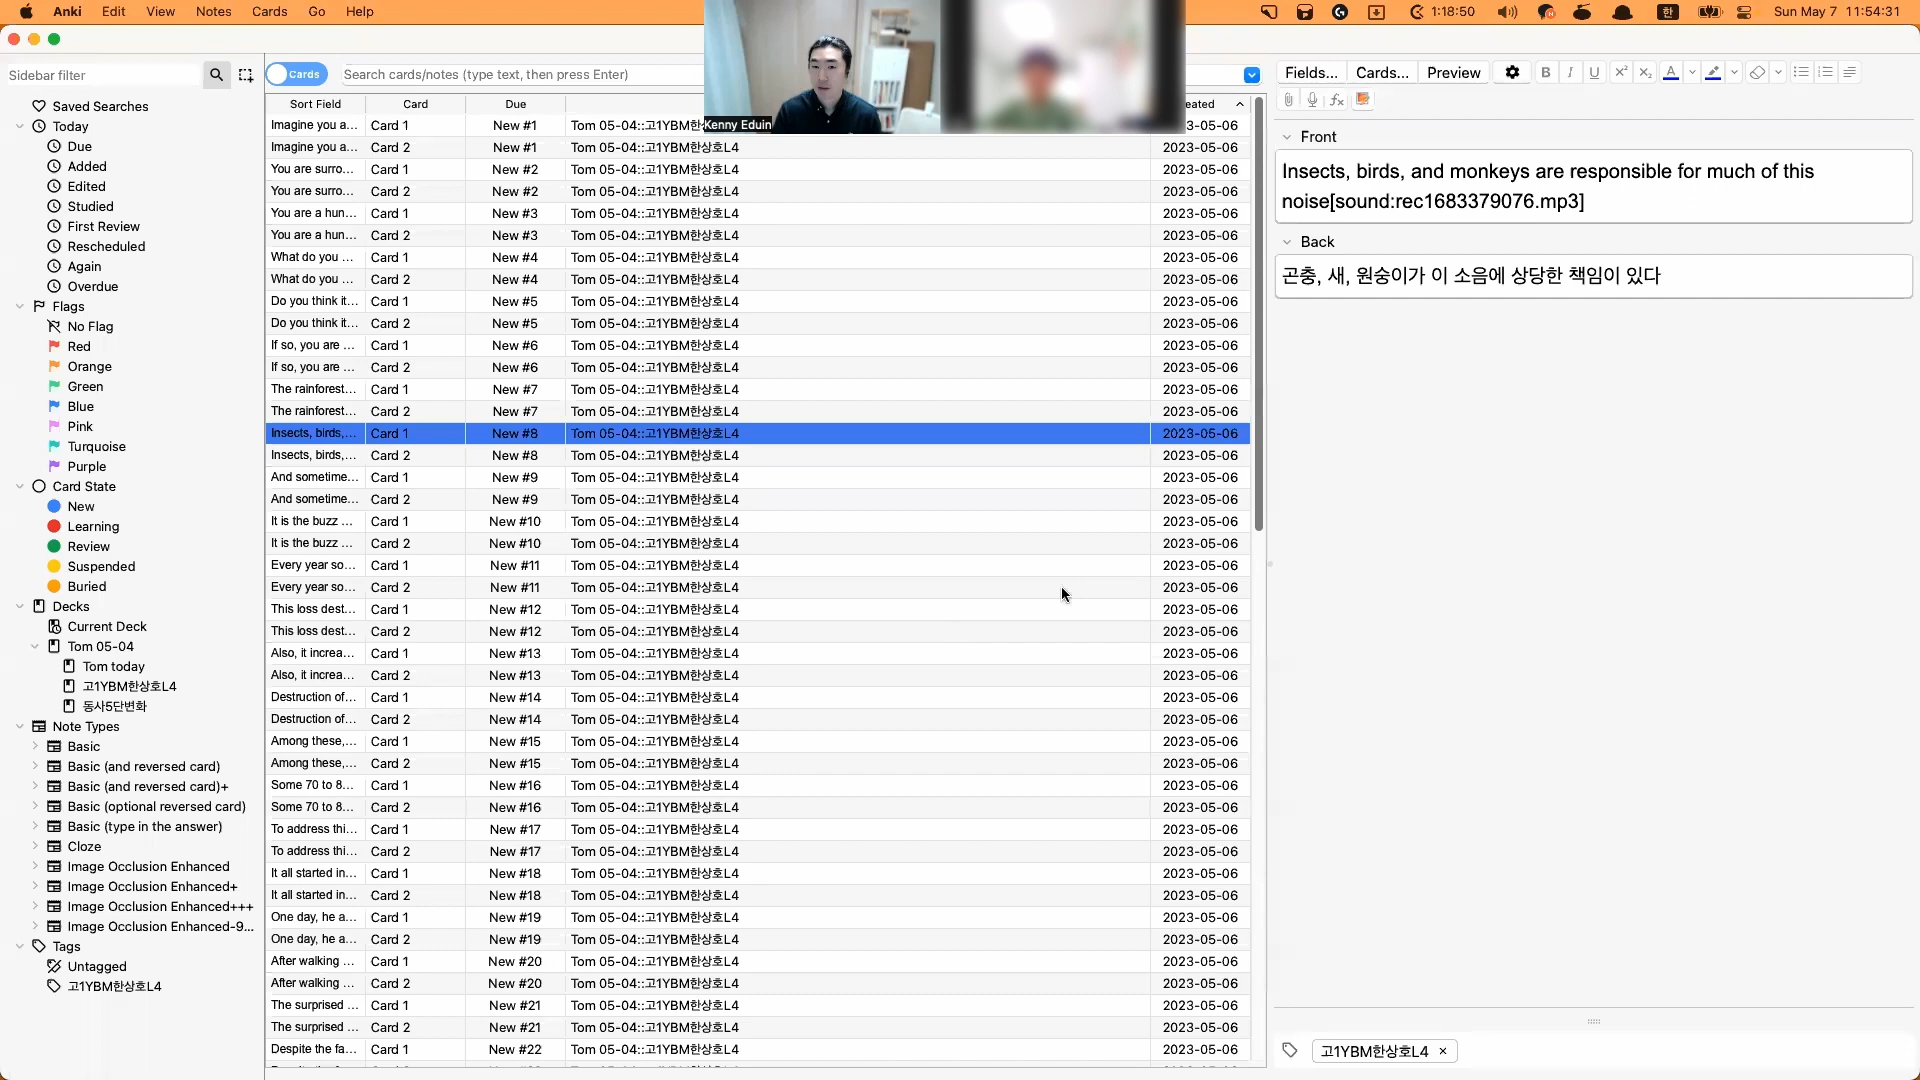 Anki Edit View Notes Cards Go Help 1:18:50 한 Sun May 7 11:54:31
Kenny Eduin
Sidebar filter
Saved Searches
Today
Due
Added
Edited
Studied
First Review
Rescheduled
Again
Overdue
Flags
No Flag
Red
Orange
Green
Blue
Pink
Turquoise
Purple
Card State
New
Learning
Review
Suspended
Buried
Decks
Current Deck
Tom 05-04
Tom today
고1YBM한상호L4
동사5단변화
Note Types
Basic
Basic (and reversed card)
Basic (and reversed card)+
Basic (optional reversed card)
Basic (type in the answer)
Cloze
Image Occlusion Enhanced
Image Occlusion Enhanced+
Image Occlusion Enhanced+++
Image Occlusion Enhanced-9...
Tags
Untagged
고1YBM한상호L4
Cards Search cards/notes (type text, then press Enter)
Sort Field Card Due eated
Imagine you a... Card 1 New #1 Tom 05-04::고1YBM 3-05-06
Imagine you a... Card 2 New #1 Tom 05-04::고1YBM한상호L4 2023-05-06
You are surro... Card 1 New #2 Tom 05-04::고1YBM한상호L4 2023-05-06
You are surro... Card 2 New #2 Tom 05-04::고1YBM한상호L4 2023-05-06
You are a hun... Card 1 New #3 Tom 05-04::고1YBM한상호L4 2023-05-06
You are a hun... Card 2 New #3 Tom 05-04::고1YBM한상호L4 2023-05-06
What do you ... Card 1 New #4 Tom 05-04::고1YBM한상호L4 2023-05-06
What do you ... Card 2 New #4 Tom 05-04::고1YBM한상호L4 2023-05-06
Do you think it... Card 1 New #5 Tom 05-04::고1YBM한상호L4 2023-05-06
Do you think it... Card 2 New #5 Tom 05-04::고1YBM한상호L4 2023-05-06
If so, you are ... Card 1 New #6 Tom 05-04::고1YBM한상호L4 2023-05-06
If so, you are ... Card 2 New #6 Tom 05-04::고1YBM한상호L4 2023-05-06
The rainforest... Card 1 New #7 Tom 05-04::고1YBM한상호L4 2023-05-06
The rainforest... Card 2 New #7 Tom 05-04::고1YBM한상호L4 2023-05-06
Insects, birds,... Card 1 New #8 Tom 05-04::고1YBM한상호L4 2023-05-06
Insects, birds,... Card 2 New #8 Tom 05-04::고1YBM한상호L4 2023-05-06
And sometime... Card 1 New #9 Tom 05-04::고1YBM한상호L4 2023-05-06
And sometime... Card 2 New #9 Tom 05-04::고1YBM한상호L4 2023-05-06
It is the buzz ... Card 1 New #10 Tom 05-04::고1YBM한상호L4 2023-05-06
It is the buzz ... Card 2 New #10 Tom 05-04::고1YBM한상호L4 2023-05-06
Every year so... Card 1 New #11 Tom 05-04::고1YBM한상호L4 2023-05-06
Every year so... Card 2 New #11 Tom 05-04::고1YBM한상호L4 2023-05-06
This loss dest... Card 1 New #12 Tom 05-04::고1YBM한상호L4 2023-05-06
This loss dest... Card 2 New #12 Tom 05-04::고1YBM한상호L4 2023-05-06
Also, it increa... Card 1 New #13 Tom 05-04::고1YBM한상호L4 2023-05-06
Also, it increa... Card 2 New #13 Tom 05-04::고1YBM한상호L4 2023-05-06
Destruction of... Card 1 New #14 Tom 05-04::고1YBM한상호L4 2023-05-06
Destruction of... Card 2 New #14 Tom 05-04::고1YBM한상호L4 2023-05-06
Among these,... Card 1 New #15 Tom 05-04::고1YBM한상호L4 2023-05-06
Among these,... Card 2 New #15 Tom 05-04::고1YBM한상호L4 2023-05-06
Some 70 to 8... Card 1 New #16 Tom 05-04::고1YBM한상호L4 2023-05-06
Some 70 to 8... Card 2 New #16 Tom 05-04::고1YBM한상호L4 2023-05-06
To address thi... Card 1 New #17 Tom 05-04::고1YBM한상호L4 2023-05-06
To address thi... Card 2 New #17 Tom 05-04::고1YBM한상호L4 2023-05-06
It all started in... Card 1 New #18 Tom 05-04::고1YBM한상호L4 2023-05-06
It all started in... Card 2 New #18 Tom 05-04::고1YBM한상호L4 2023-05-06
One day, he a... Card 1 New #19 Tom 05-04::고1YBM한상호L4 2023-05-06
One day, he a... Card 2 New #19 Tom 05-04::고1YBM한상호L4 2023-05-06
After walking ... Card 1 New #20 Tom 05-04::고1YBM한상호L4 2023-05-06
After walking ... Card 2 New #20 Tom 05-04::고1YBM한상호L4 2023-05-06
The surprised ... Card 1 New #21 Tom 05-04::고1YBM한상호L4 2023-05-06
The surprised ... Card 2 New #21 Tom 05-04::고1YBM한상호L4 2023-05-06
Despite the fa... Card 1 New #22 Tom 05-04::고1YBM한상호L4 2023-05-06
Fields... Cards... Preview B I U X² X₂ A
fx
Front
Insects, birds, and monkeys are responsible for much of this
noise[sound:rec1683379076.mp3]
Back
곤충, 새, 원숭이가 이 소음에 상당한 책임이 있다
고1YBM한상호L4 ×